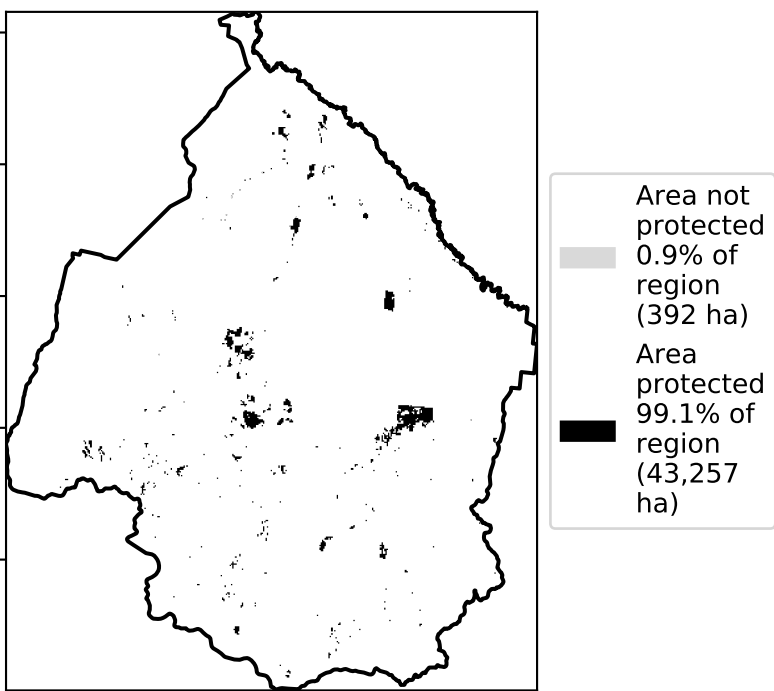 Area not
protected
0.9% of
region
(392 ha)
Area
protected
99.1% of
region
(43,257
ha)